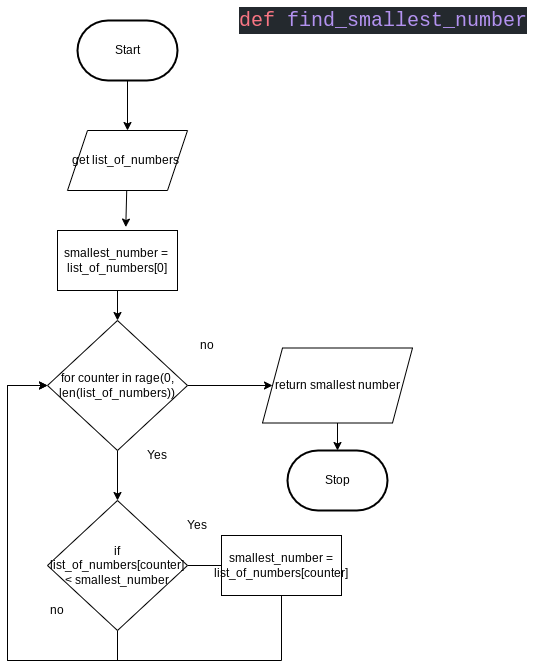 def find_smallest_number
Start
get list_of_numbers
smallest_number =
list_of_numbers[0]
no
for counter in rage(0,
len(list_of_numbers))
return smallest number
Yes
Stop
Yes
if
list_of_numbers[counter]
< smallest_number
smallest_number =
list_of_numbers[counter]
no